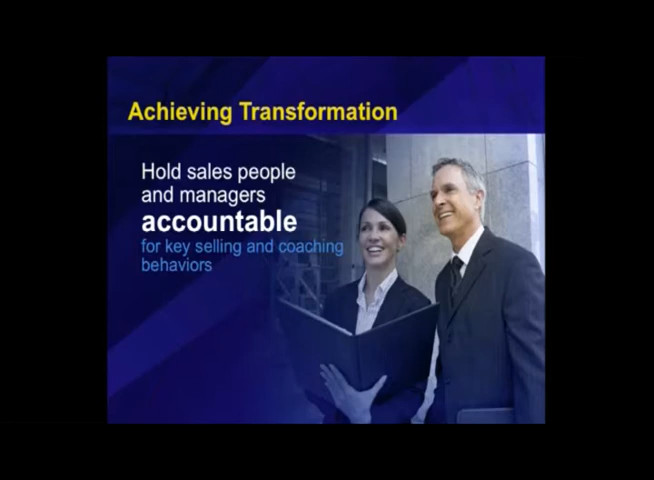 Achieving Transformation
Hold sales people
and managers
accountable
for key selling and coaching
behaviors